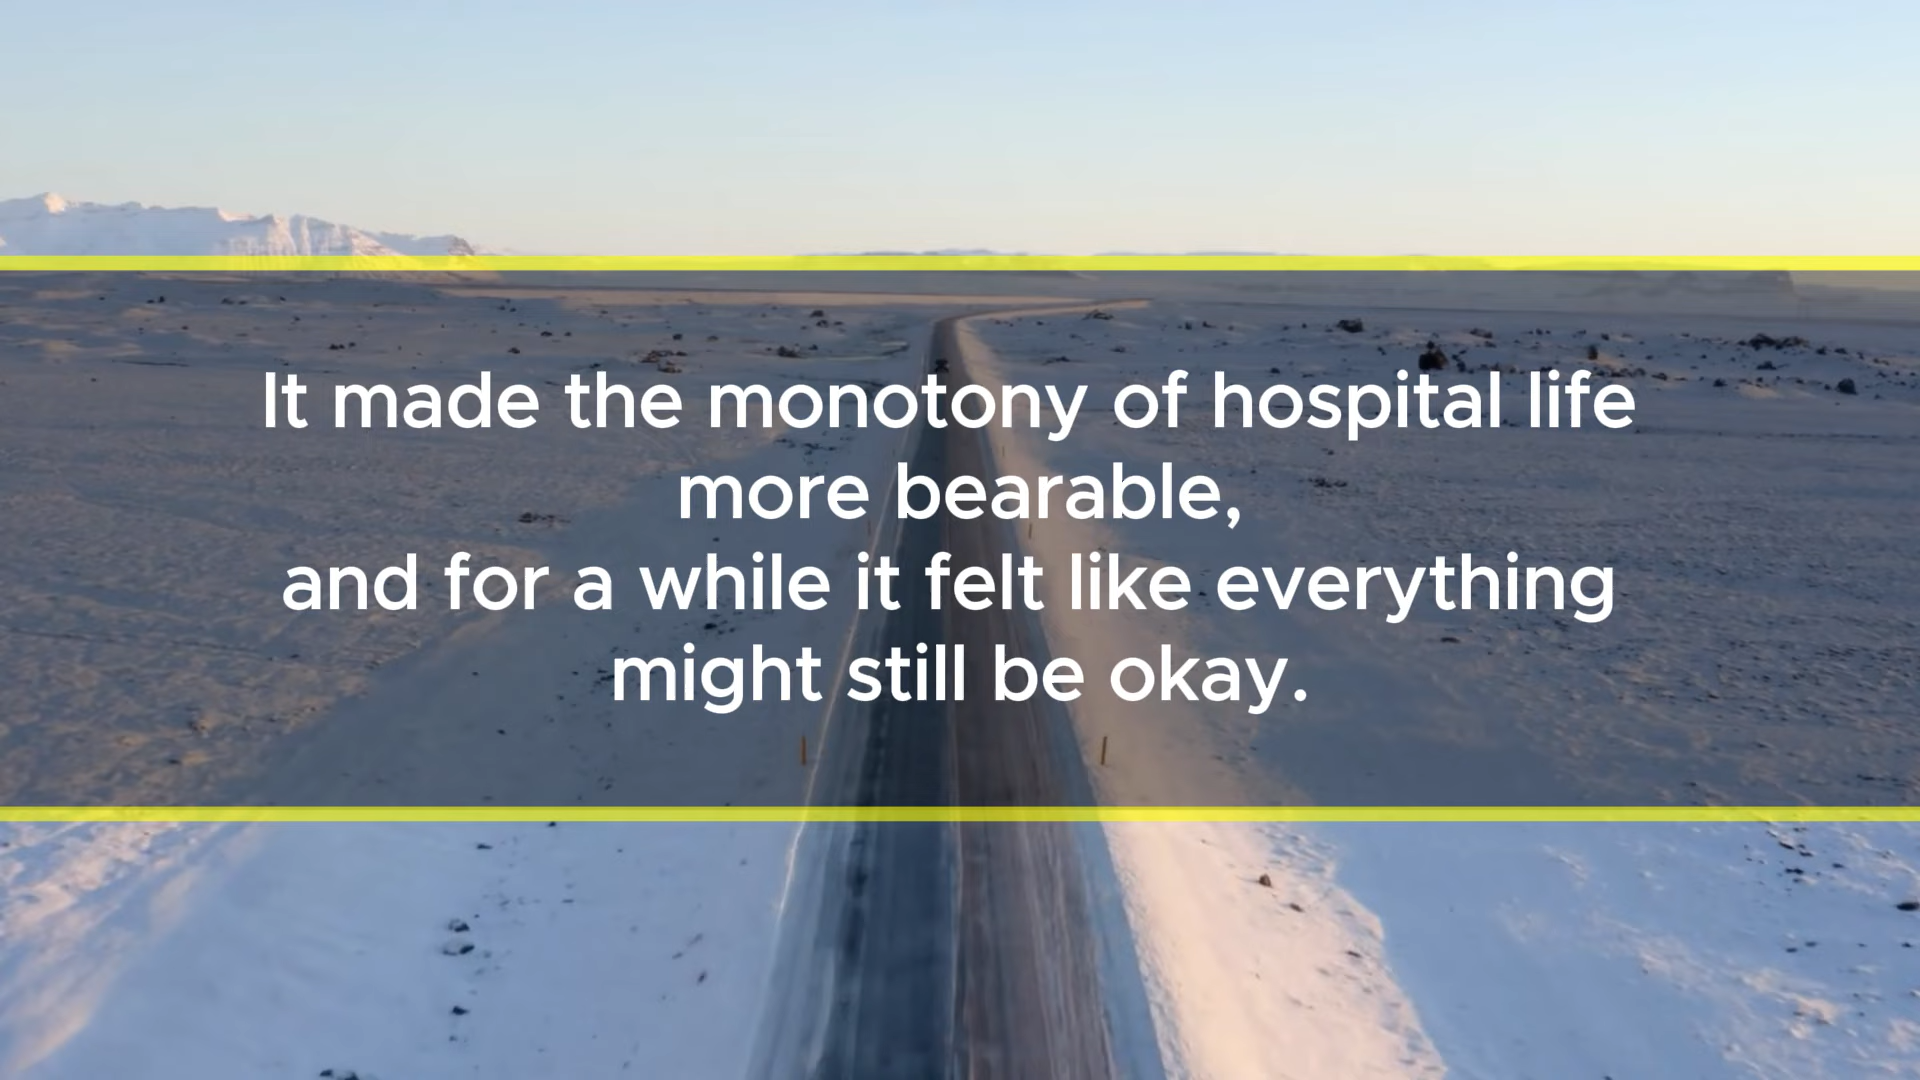 It made the monotony of hospital life
more bearable,
and for a while it felt like everything
might still be okay.